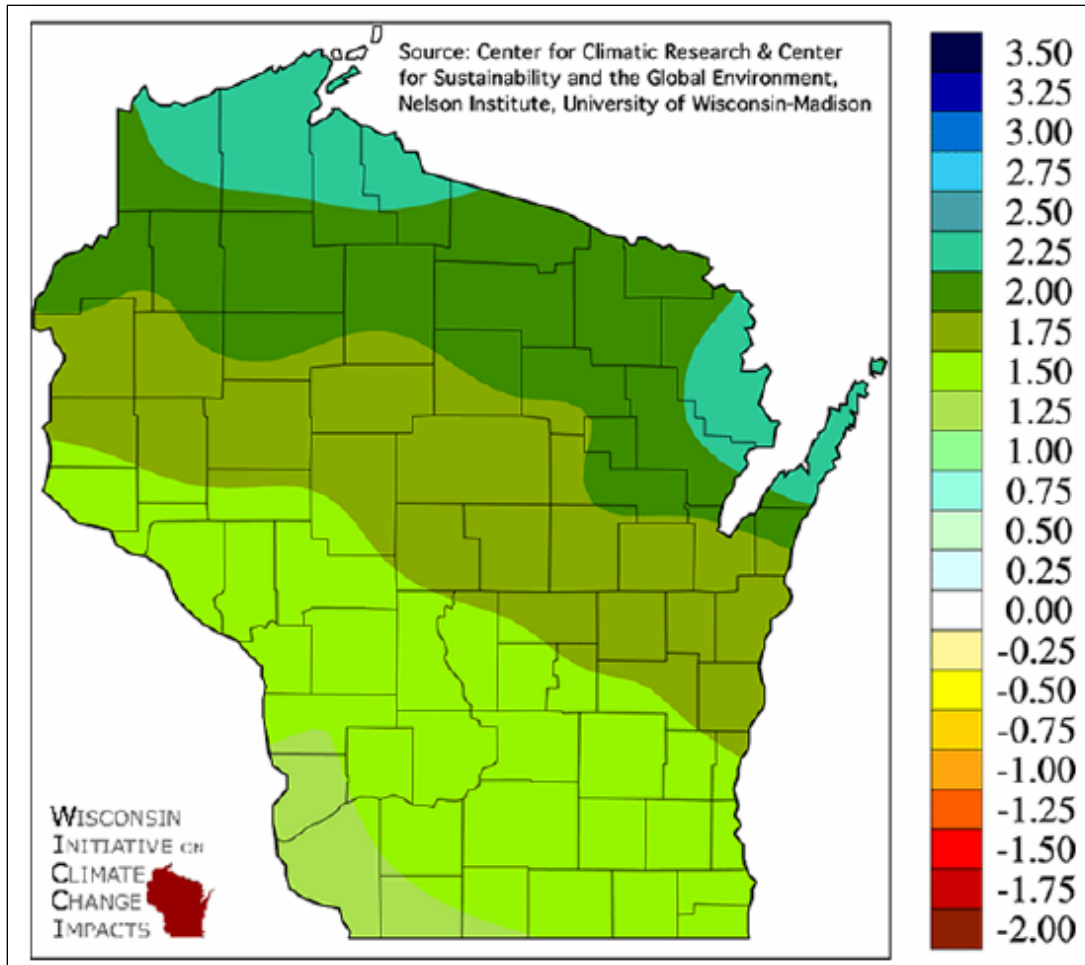 Source: Center for Climatic Research & Center
for Sustainability and the Global Environment,
Nelson Institute, University of Wisconsin-Madison
3.50
3.25
3.00
2.75
2.50
2.25
2.00
1.75
1.50
1.25
1.00
0.75
0.50
0.25
0.00
-0.25
-0.50
-0.75
-1.00
-1.25
-1.50
-1.75
-2.00
WISCONSIN
INITIATIVE ON
CLIMATE
CHANGE
IMPACTS